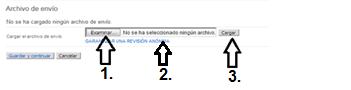 Archivo de envío
No se ha cargado ningún archivo de envío.
Cargar el archivo de envío Examinar... No se ha seleccionado ningún archivo. Cargar
UNA REVISIÓN ANÓNIMA
Guardar y continuar Cancelar
1. 2. 3.